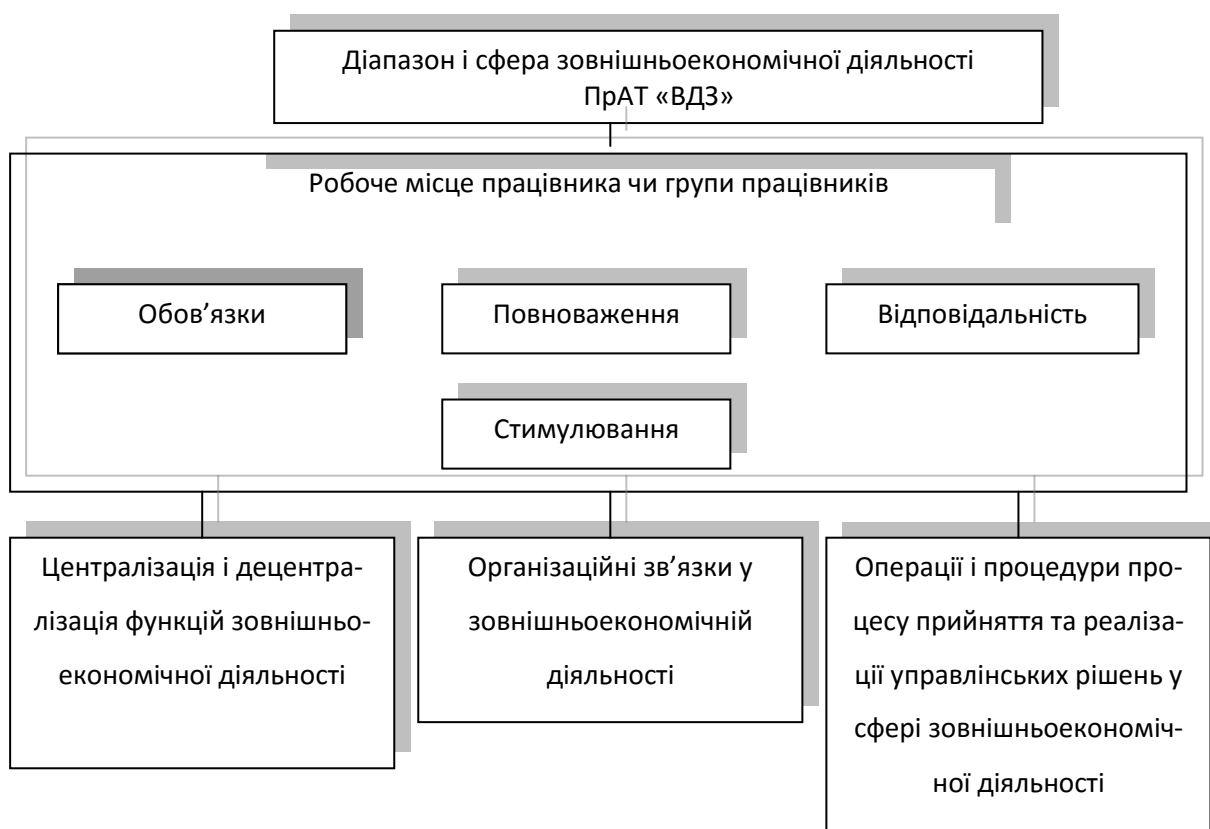 Діапазон і сфера зовнішньоекономічної діяльності
ПрАТ «ВДЗ»
Робоче місце працівника чи групи працівників
Обов’язки
Повноваження
Відповідальність
Стимулювання
Централізація і децентра-
лізація функцій зовнішньо-
економічної діяльності
Організаційні зв’язки у
зовнішньоекономічній
діяльності
Операції і процедури про-
цесу прийняття та реаліза-
ції управлінських рішень у
сфері зовнішньоекономіч-
ної діяльності